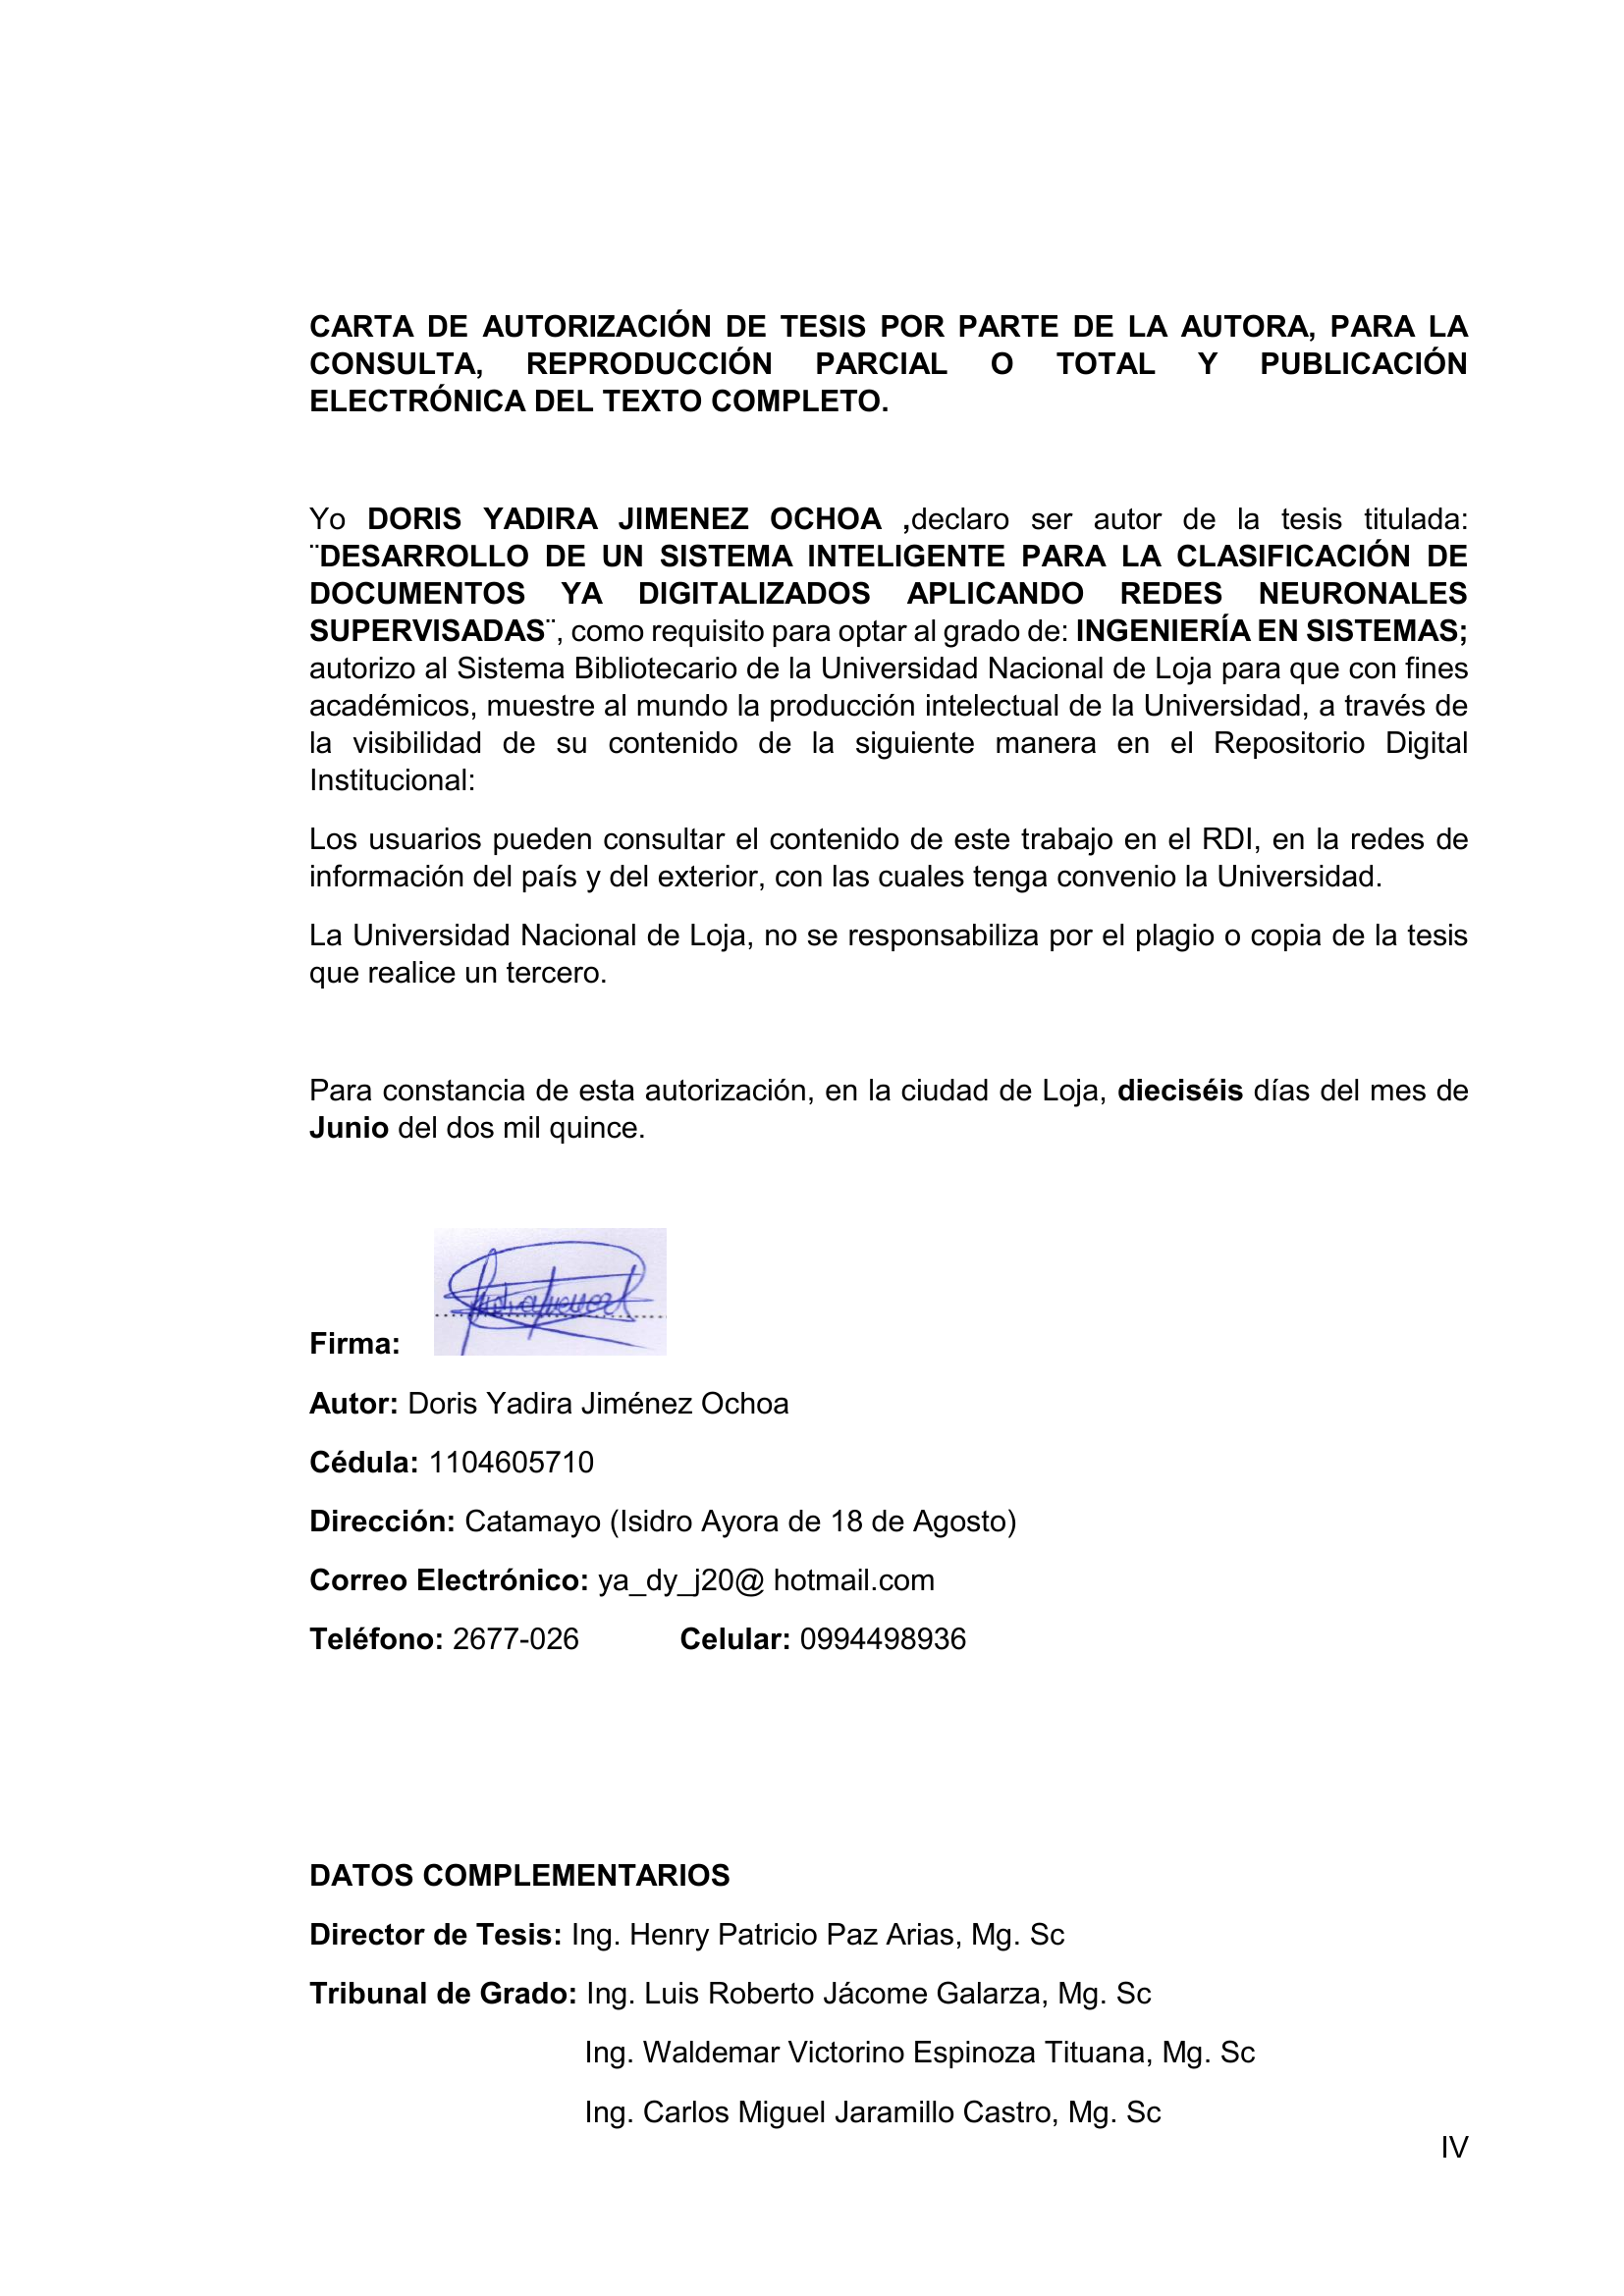 CARTA DE AUTORIZACIÓN DE TESIS POR PARTE DE LA AUTORA, PARA LA
CONSULTA, REPRODUCCIÓN PARCIAL O TOTAL Y PUBLICACIÓN
ELECTRÓNICA DEL TEXTO COMPLETO.
Yo DORIS YADIRA JIMENEZ OCHOA ,declaro ser autor de la tesis titulada:
¨DESARROLLO DE UN SISTEMA INTELIGENTE PARA LA CLASIFICACIÓN DE
DOCUMENTOS YA DIGITALIZADOS APLICANDO REDES NEURONALES
SUPERVISADAS¨, como requisito para optar al grado de: INGENIERÍA EN SISTEMAS;
autorizo al Sistema Bibliotecario de la Universidad Nacional de Loja para que con fines
académicos, muestre al mundo la producción intelectual de la Universidad, a través de
la visibilidad de su contenido de la siguiente manera en el Repositorio Digital
Institucional:
Los usuarios pueden consultar el contenido de este trabajo en el RDI, en la redes de
información del país y del exterior, con las cuales tenga convenio la Universidad.
La Universidad Nacional de Loja, no se responsabiliza por el plagio o copia de la tesis
que realice un tercero.
Para constancia de esta autorización, en la ciudad de Loja, dieciséis días del mes de
Junio del dos mil quince.
Firma:
Autor: Doris Yadira Jiménez Ochoa
Cédula: 1104605710
Dirección: Catamayo (Isidro Ayora de 18 de Agosto)
Correo Electrónico: ya_dy_j20@ hotmail.com
Teléfono: 2677-026 Celular: 0994498936
DATOS COMPLEMENTARIOS
Director de Tesis: Ing. Henry Patricio Paz Arias, Mg. Sc
Tribunal de Grado: Ing. Luis Roberto Jácome Galarza, Mg. Sc
Ing. Waldemar Victorino Espinoza Tituana, Mg. Sc
Ing. Carlos Miguel Jaramillo Castro, Mg. Sc
IV